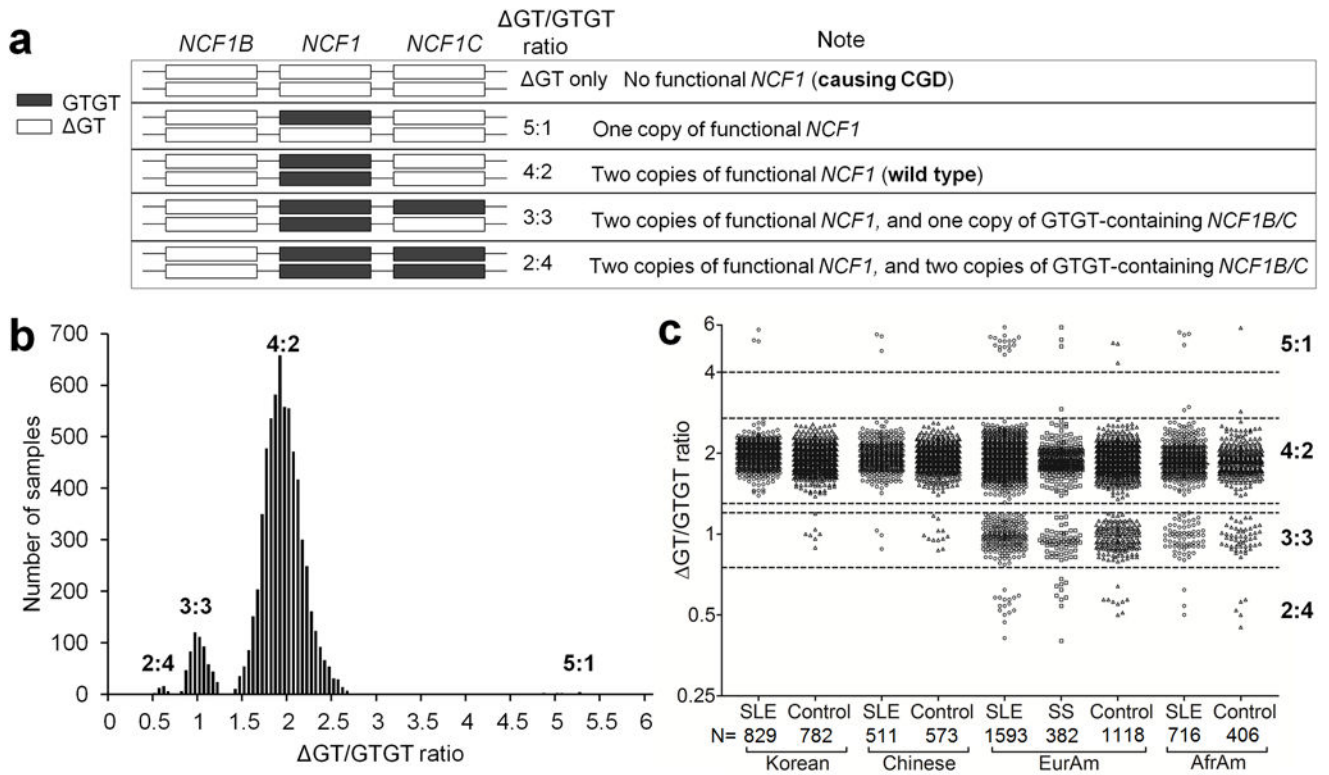 a
NCF1B NCF1 NCF1C ΔGT/GTGT ratio Note
GTGT
ΔGT
ΔGT only No functional NCF1 (causing CGD)
5:1 One copy of functional NCF1
4:2 Two copies of functional NCF1 (wild type)
3:3 Two copies of functional NCF1, and one copy of GTGT-containing NCF1B/C
2:4 Two copies of functional NCF1, and two copies of GTGT-containing NCF1B/C
b
Number of samples
700
600
500
400
300
200
100
0
4:2
3:3
2:4
5:1
0 0.5 1 1.5 2 2.5 3 3.5 4 4.5 5 5.5 6
ΔGT/GTGT ratio
c
ΔGT/GTGT ratio
6
4
2
1
0.5
0.25
5:1
4:2
3:3
2:4
SLE Control SLE Control SLE SS Control SLE Control
N= 829 782 511 573 1593 382 1118 716 406
Korean Chinese EurAm AfrAm